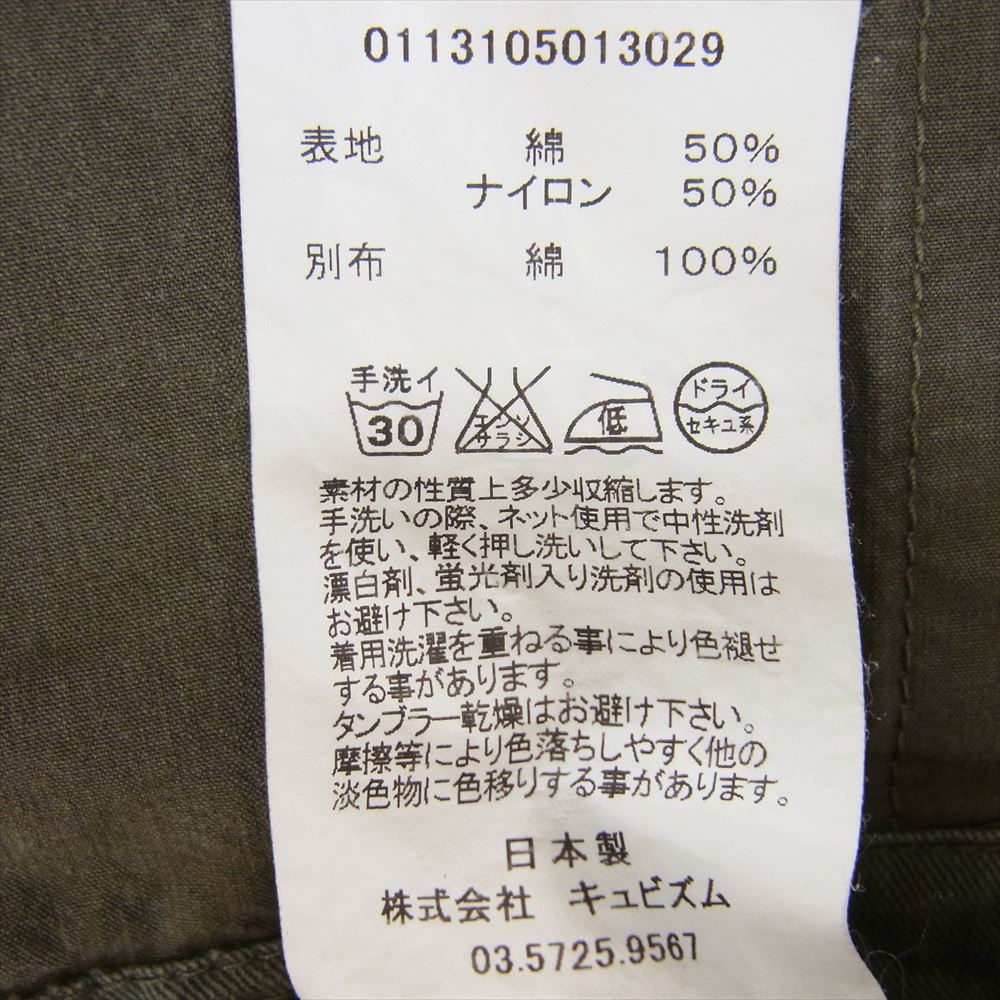 0113105013029
表地 綿 50%
ナイロン 50%
別布 綿 100%
手洗イ
30
エンソ
サラシ
低
ドライ
セキユ系
素材の性質上多少収縮します。
手洗いの際、ネット使用で中性洗剤
を使い、軽く押し洗いして下さい。
漂白剤、蛍光剤入り洗剤の使用は
お避け下さい。
着用洗濯を重ねる事により色褪せ
する事があります。
タンブラー乾燥はお避け下さい。
摩擦等により色落ちしやすく他の
淡色物に色移りする事があります。
日本製
株式会社 キュビズム
03.5725.9567